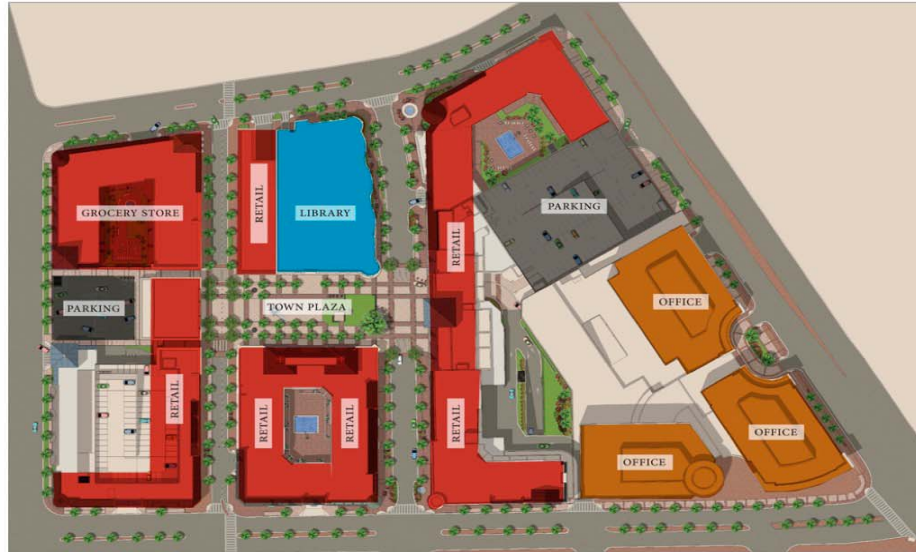 GROCERY STORE
RETAIL
LIBRARY
PARKING
RETAIL
PARKING
TOWN PLAZA
OFFICE
RETAIL
RETAIL
RETAIL
RETAIL
OFFICE
OFFICE